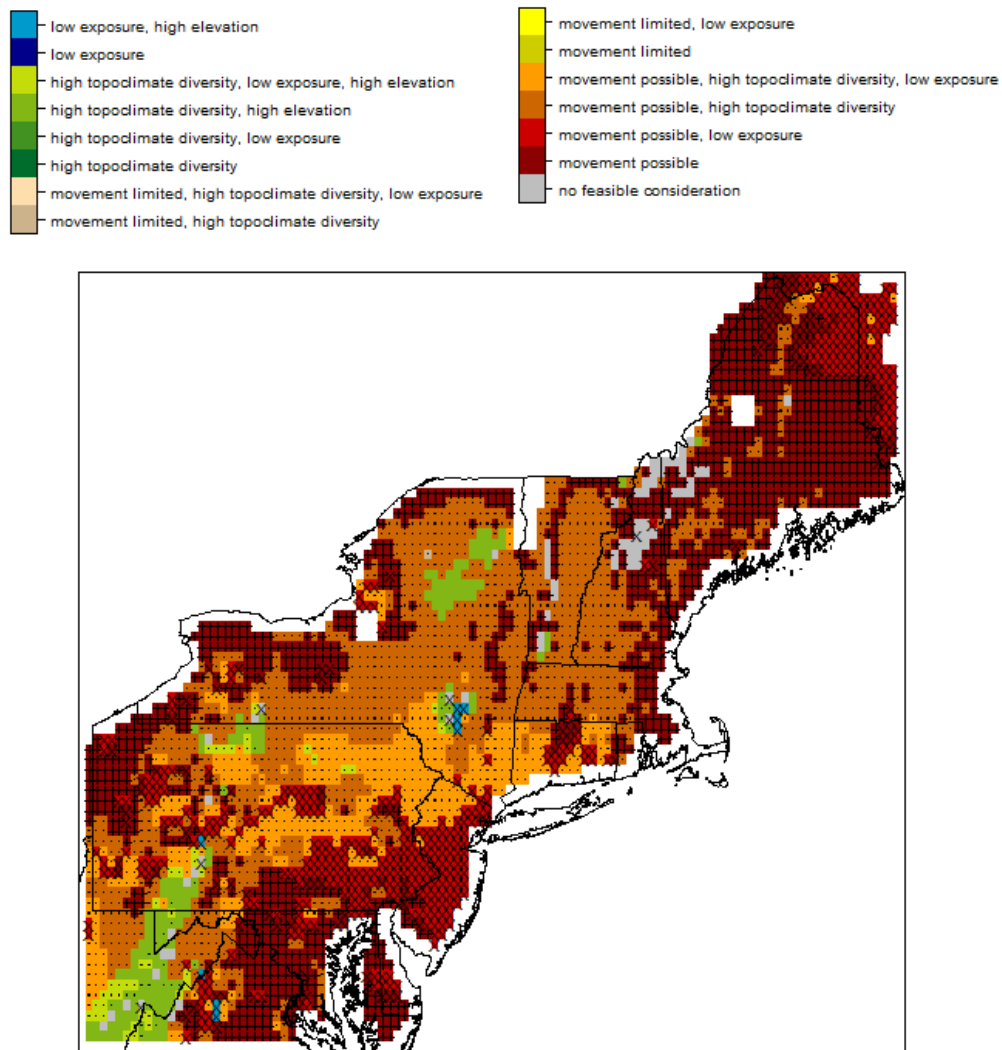 low exposure, high elevation
low exposure
high topoclimate diversity, low exposure, high elevation
high topoclimate diversity, high elevation
high topoclimate diversity, low exposure
high topoclimate diversity
movement limited, high topoclimate diversity, low exposure
movement limited, high topoclimate diversity
movement limited, low exposure
movement limited
movement possible, high topoclimate diversity, low exposure
movement possible, high topoclimate diversity
movement possible, low exposure
movement possible
no feasible consideration